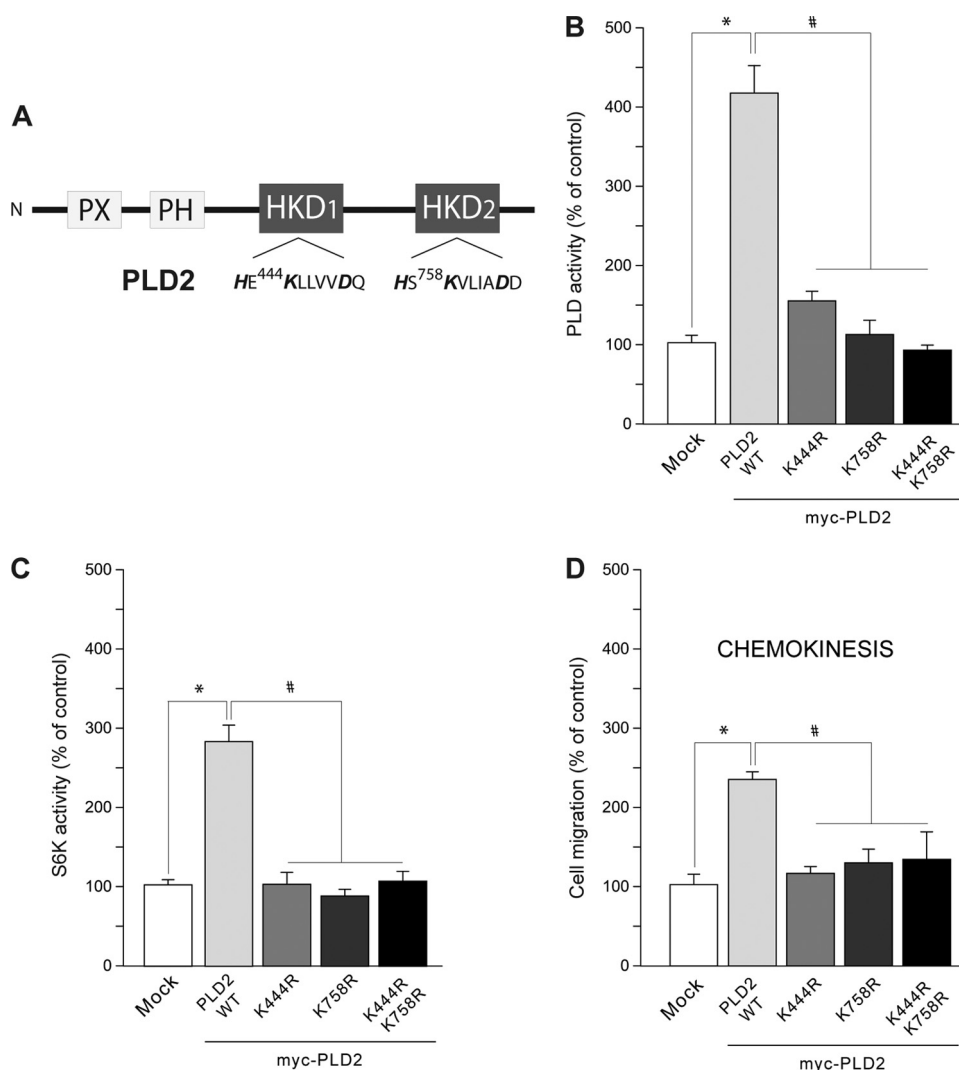 A
N PX PH HKD1 HKD2
PLD2 HE444KLLVVDQ HS758KVLIADD
B
PLD activity (% of control)
500
400
300
200
100
0
* #
Mock
PLD2
WT
K444R
K758R
K444R
K758R
myc-PLD2
C
S6K activity (% of control)
500
400
300
200
100
0
* #
Mock
PLD2
WT
K444R
K758R
K444R
K758R
myc-PLD2
D
CHEMOKINESIS
Cell migration (% of control)
500
400
300
200
100
0
* #
Mock
PLD2
WT
K444R
K758R
K444R
K758R
myc-PLD2